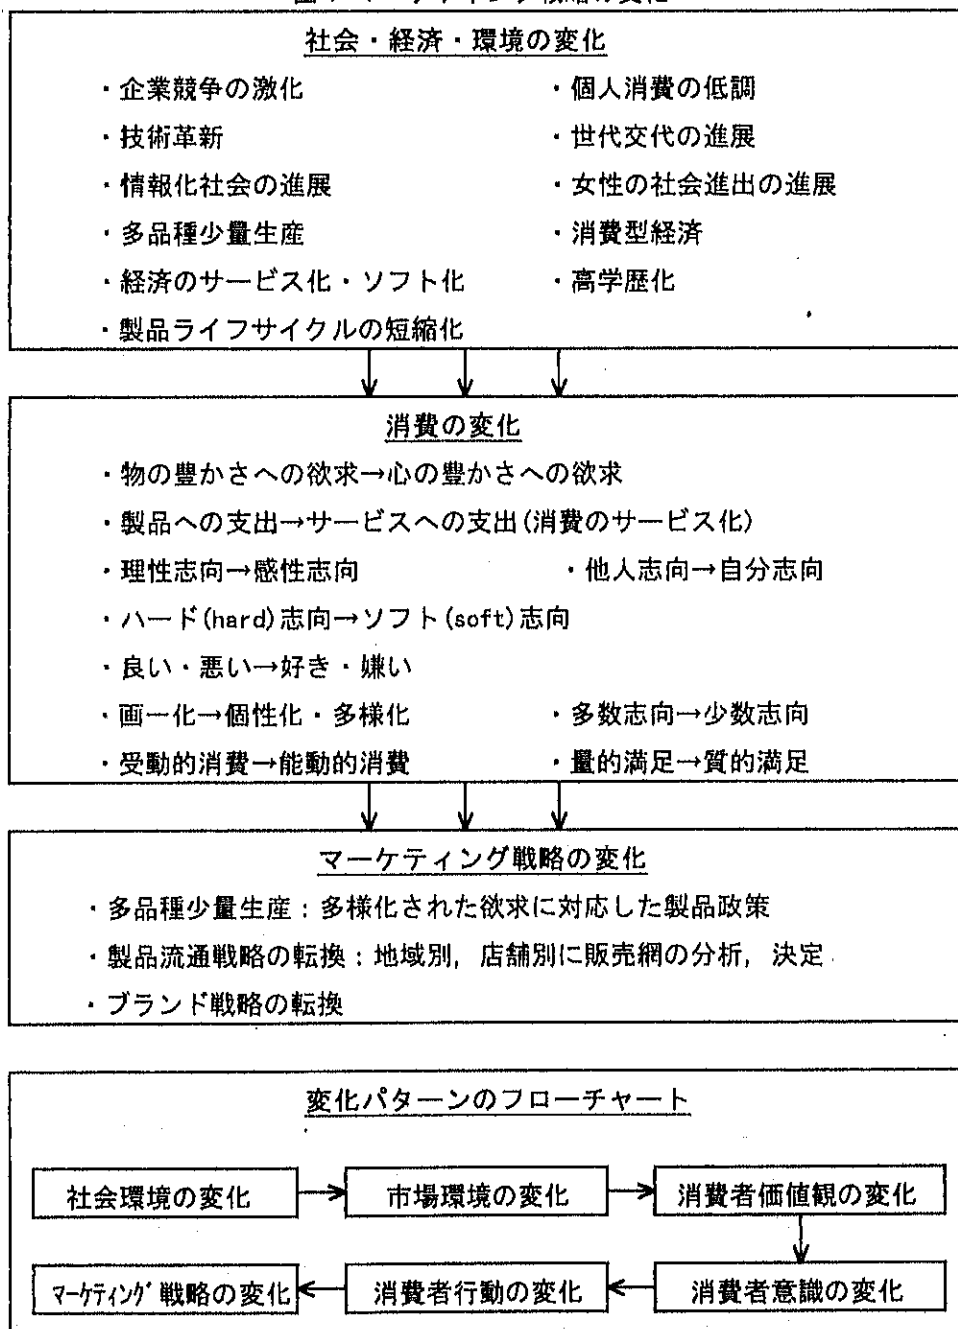 社会・経済・環境の変化
・企業競争の激化 ・個人消費の低調
・技術革新 ・世代交代の進展
・情報化社会の進展 ・女性の社会進出の進展
・多品種少量生産 ・消費型経済
・経済のサービス化・ソフト化 ・高学歴化
・製品ライフサイクルの短縮化
消費の変化
・物の豊かさへの欲求→心の豊かさへの欲求
・製品への支出→サービスへの支出(消費のサービス化)
・理性志向→感性志向 ・他人志向→自分志向
・ハード(hard)志向→ソフト(soft)志向
・良い・悪い→好き・嫌い
・画一化→個性化・多様化 ・多数志向→少数志向
・受動的消費→能動的消費 ・量的満足→質的満足
マーケティング戦略の変化
・多品種少量生産:多様化された欲求に対応した製品政策
・製品流通戦略の転換:地域別,店舗別に販売網の分析,決定
・ブランド戦略の転換
変化パターンのフローチャート
社会環境の変化 → 市場環境の変化 → 消費者価値観の変化
マーケティング戦略の変化 ← 消費者行動の変化 ← 消費者意識の変化